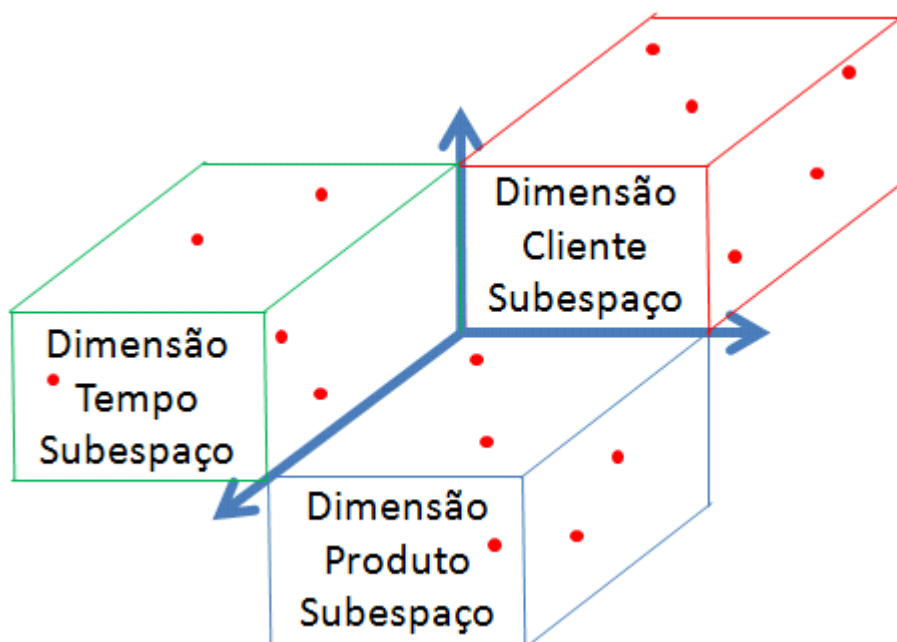 Dimensão
Cliente
Subespaço
Dimensão
Tempo
Subespaço
Dimensão
Produto
Subespaço